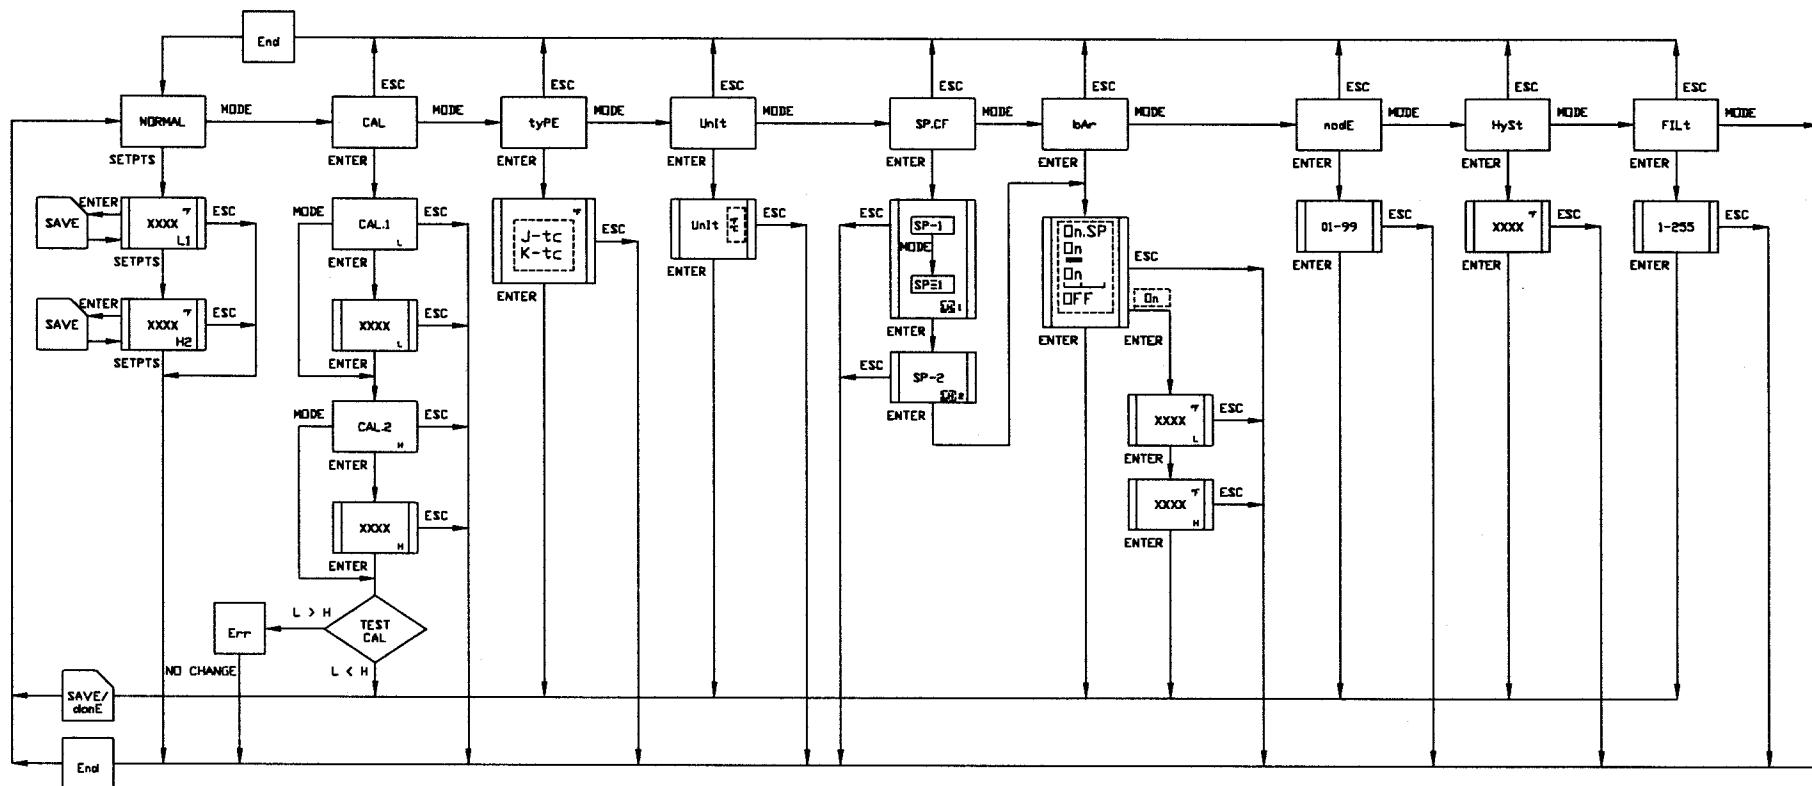 End
ESC ESC ESC ESC ESC ESC ESC ESC
NORMAL MODE CAL MODE tyPE MODE UnIt MODE SP.CF MODE bAr MODE nodE MODE HySt MODE FILt MODE
SETPTS ENTER ENTER ENTER ENTER ENTER ENTER ENTER ENTER
SAVE ENTER XXXX °F L1 ESC
SETPTS
SAVE ENTER XXXX °F H2 ESC
SETPTS
MODE CAL.1 L ESC
ENTER
XXXX L ESC
ENTER
MODE CAL.2 H ESC
ENTER
XXXX H ESC
ENTER
TEST
CAL
L > H
Err
NO CHANGE
L < H
°F
J-tc
K-tc
ESC
ENTER
UnIt
ESC
ENTER
ESC
SP-1
MODE
SP=1
1
ENTER
ESC
SP-2
2
ENTER
On.SP
On
On
OFF
ESC
On
ENTER
ENTER
XXXX °F L ESC
ENTER
XXXX °F H ESC
ENTER
01-99 ESC
ENTER
XXXX °F ESC
ENTER
1-255 ESC
ENTER
SAVE/
donE
End